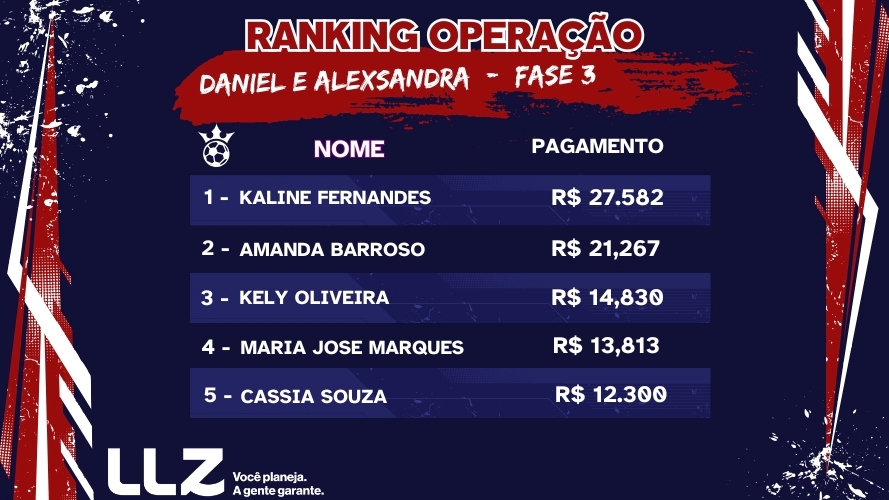 RANKING OPERAÇÃO
DANIEL E ALEXSANDRA - FASE 3
NOME PAGAMENTO
1 - KALINE FERNANDES R$ 27.582
2 - AMANDA BARROSO R$ 21,267
3 - KELY OLIVEIRA R$ 14,830
4 - MARIA JOSE MARQUES R$ 13,813
5 - CASSIA SOUZA R$ 12.300
LLZ
Você planeja.
A gente garante.